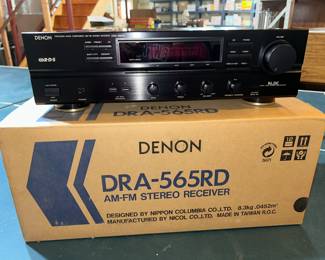 DENON
R·D·S
DENON
DRA-565RD
AM-FM STEREO RECEIVER
DESIGNED BY NIPPON COLUMBIA CO.,LTD. 8.3kg .0452m³
MANUFACTURED BY NICOL CO.,LTD. MADE IN TAIWAN R.O.C.